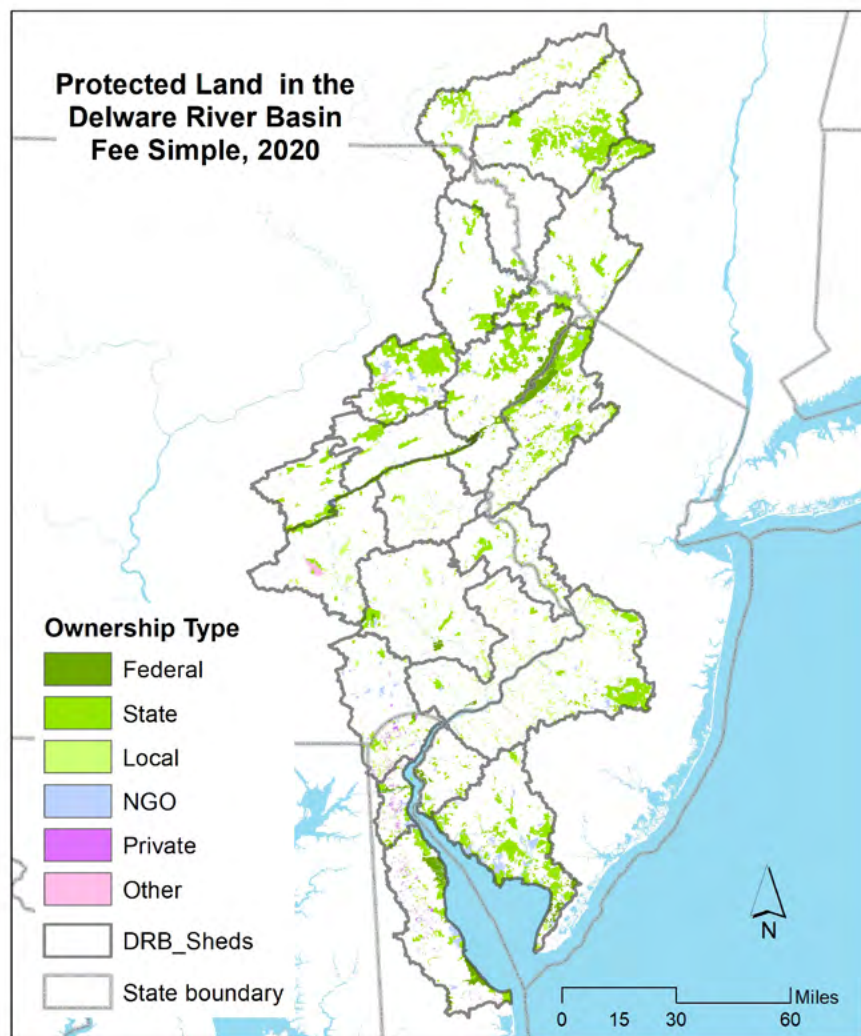 Protected Land in the
Delware River Basin
Fee Simple, 2020
Ownership Type
Federal
State
Local
NGO
Private
Other
DRB_Sheds
State boundary
N
Miles
0 15 30 60